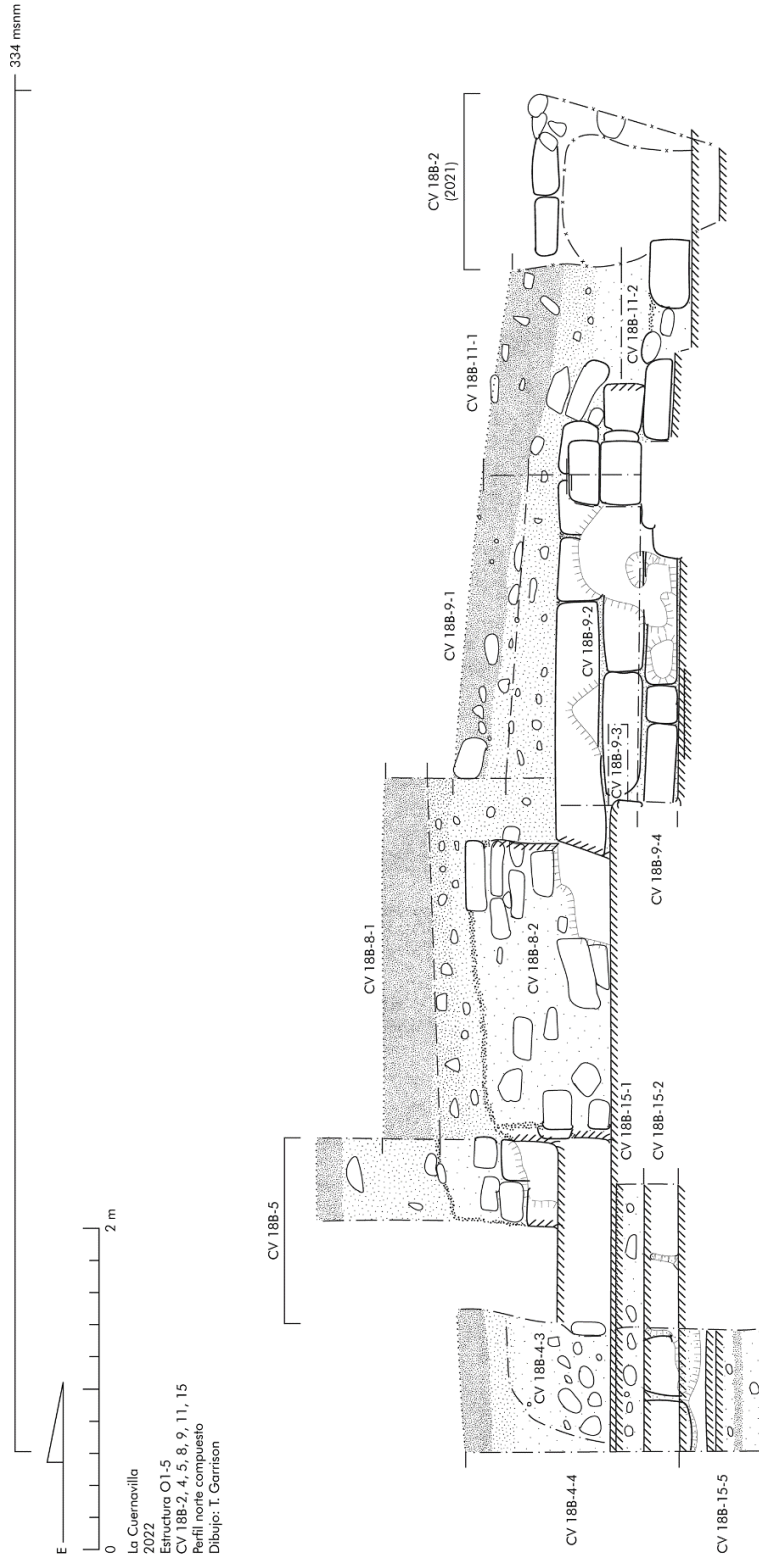 334 msnm
E
0
2 m
La Cuernavilla
2022
Estructura O1-5
CV 18B-2, 4, 5, 8, 9, 11, 15
Perfil norte compuesto
Dibujo: T. Garrison
CV 18B-5
CV 18B-8-1
CV 18B-9-1
CV 18B-11-1
CV 18B-2
(2021)
CV 18B-4-3
CV 18B-8-2
CV 18B-9-2
CV 18B-9-3
CV 18B-11-2
CV 18B-4-4
CV 18B-15-1
CV 18B-15-2
CV 18B-9-4
CV 18B-15-5